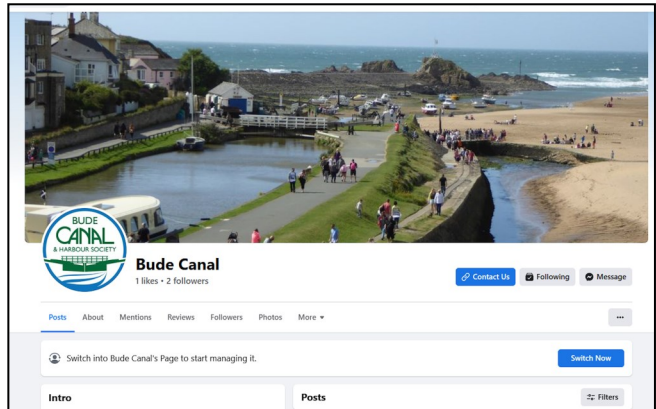 BUDE
CANAL
& HARBOUR SOCIETY
Bude Canal
1 likes • 2 followers
Contact Us
Following
Message
Posts
About
Mentions
Reviews
Followers
Photos
More
Switch into Bude Canal's Page to start managing it.
Switch Now
Intro
Posts
Filters